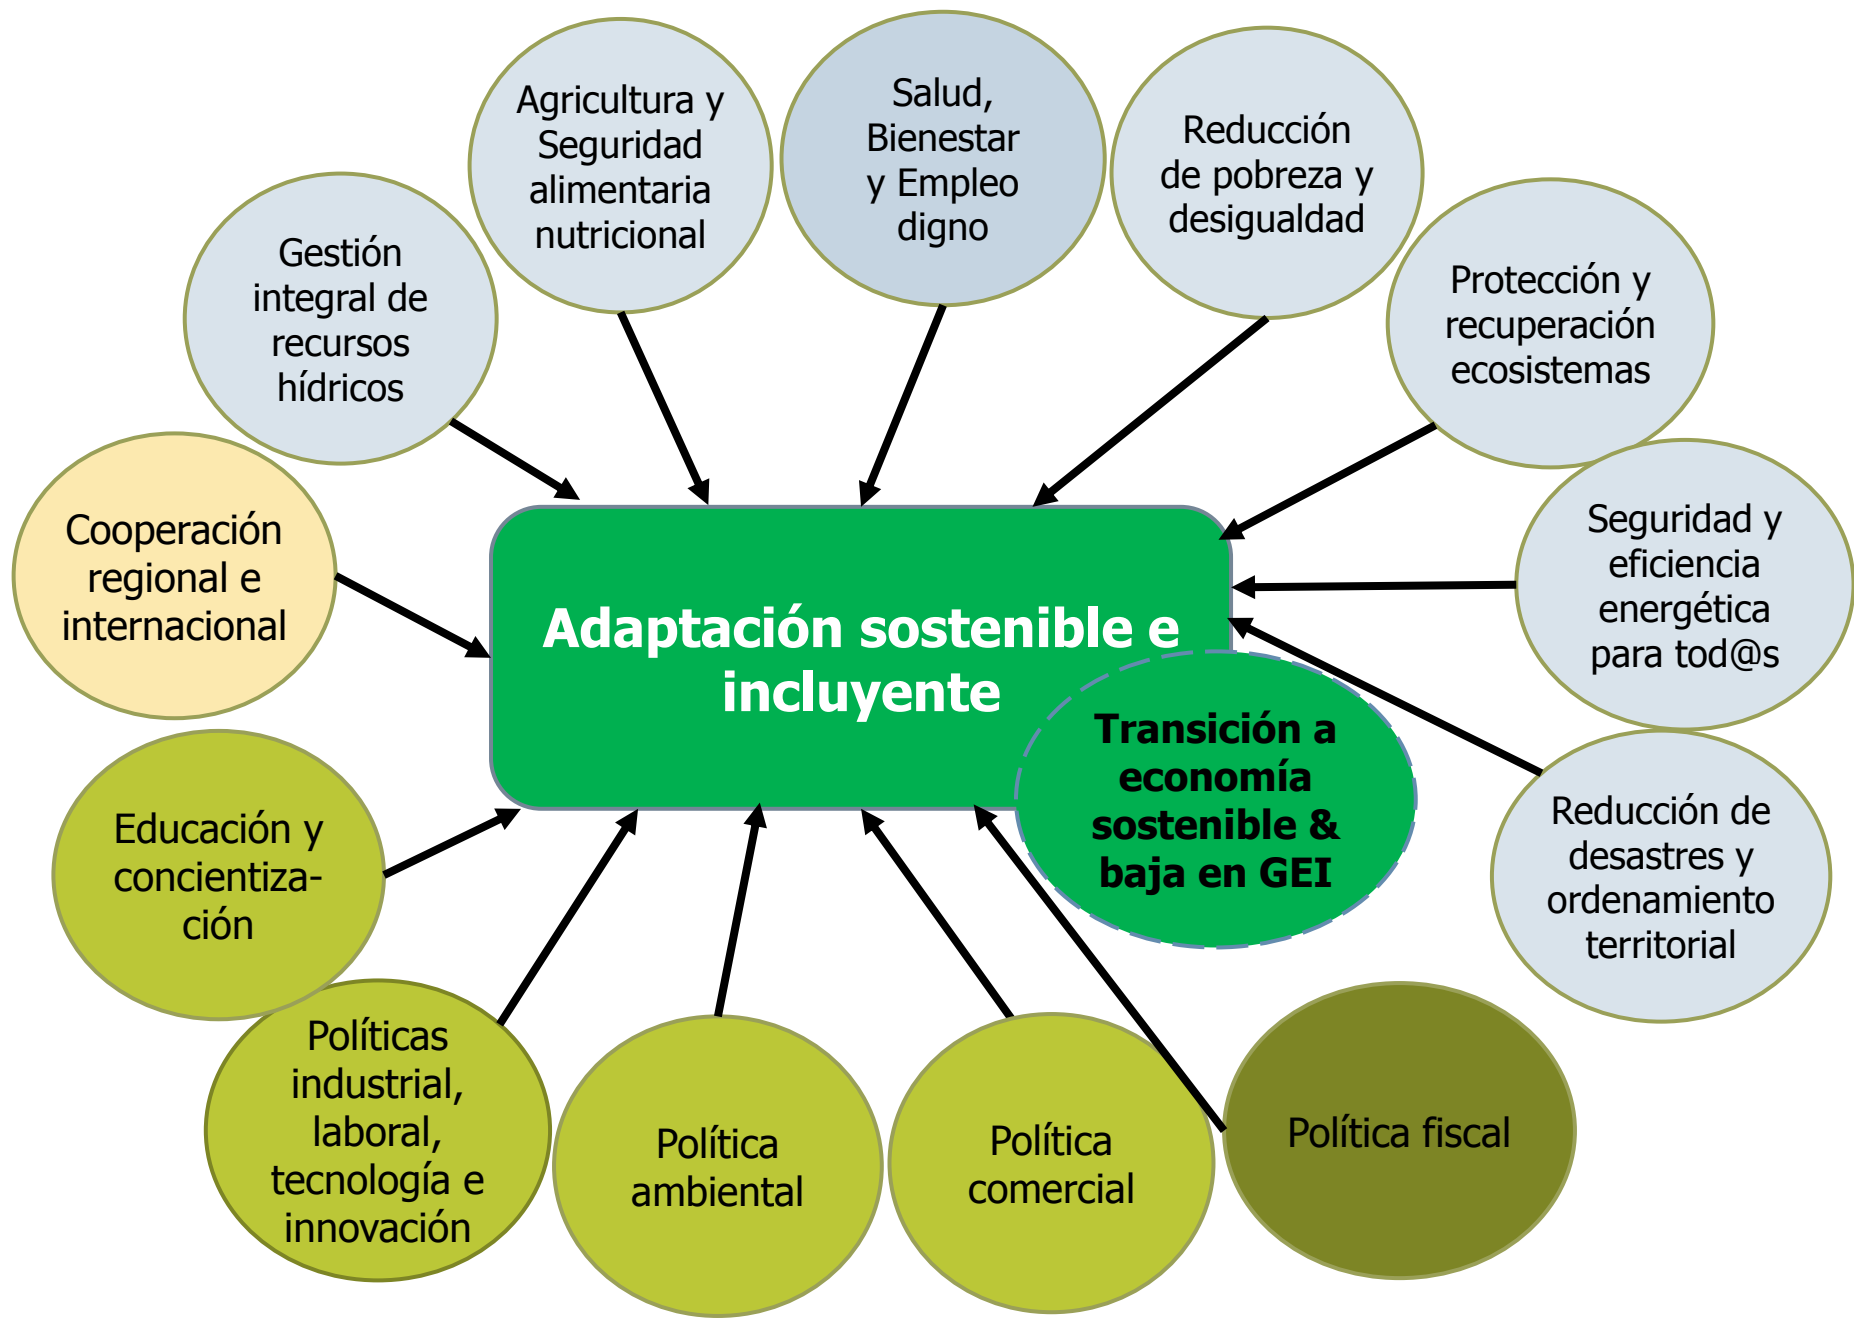 Agricultura y
Seguridad
alimentaria
nutricional
Salud,
Bienestar
y Empleo
digno
Reducción
de pobreza y
desigualdad
Gestión
integral de
recursos
hídricos
Protección y
recuperación
ecosistemas
Cooperación
regional e
internacional
Seguridad y
eficiencia
energética
para tod@s
Adaptación sostenible e
incluyente
Transición a
economía
sostenible &
baja en GEI
Educación y
concientiza-
ción
Reducción de
desastres y
ordenamiento
territorial
Políticas
industrial,
laboral,
tecnología e
innovación
Política
ambiental
Política
comercial
Política fiscal